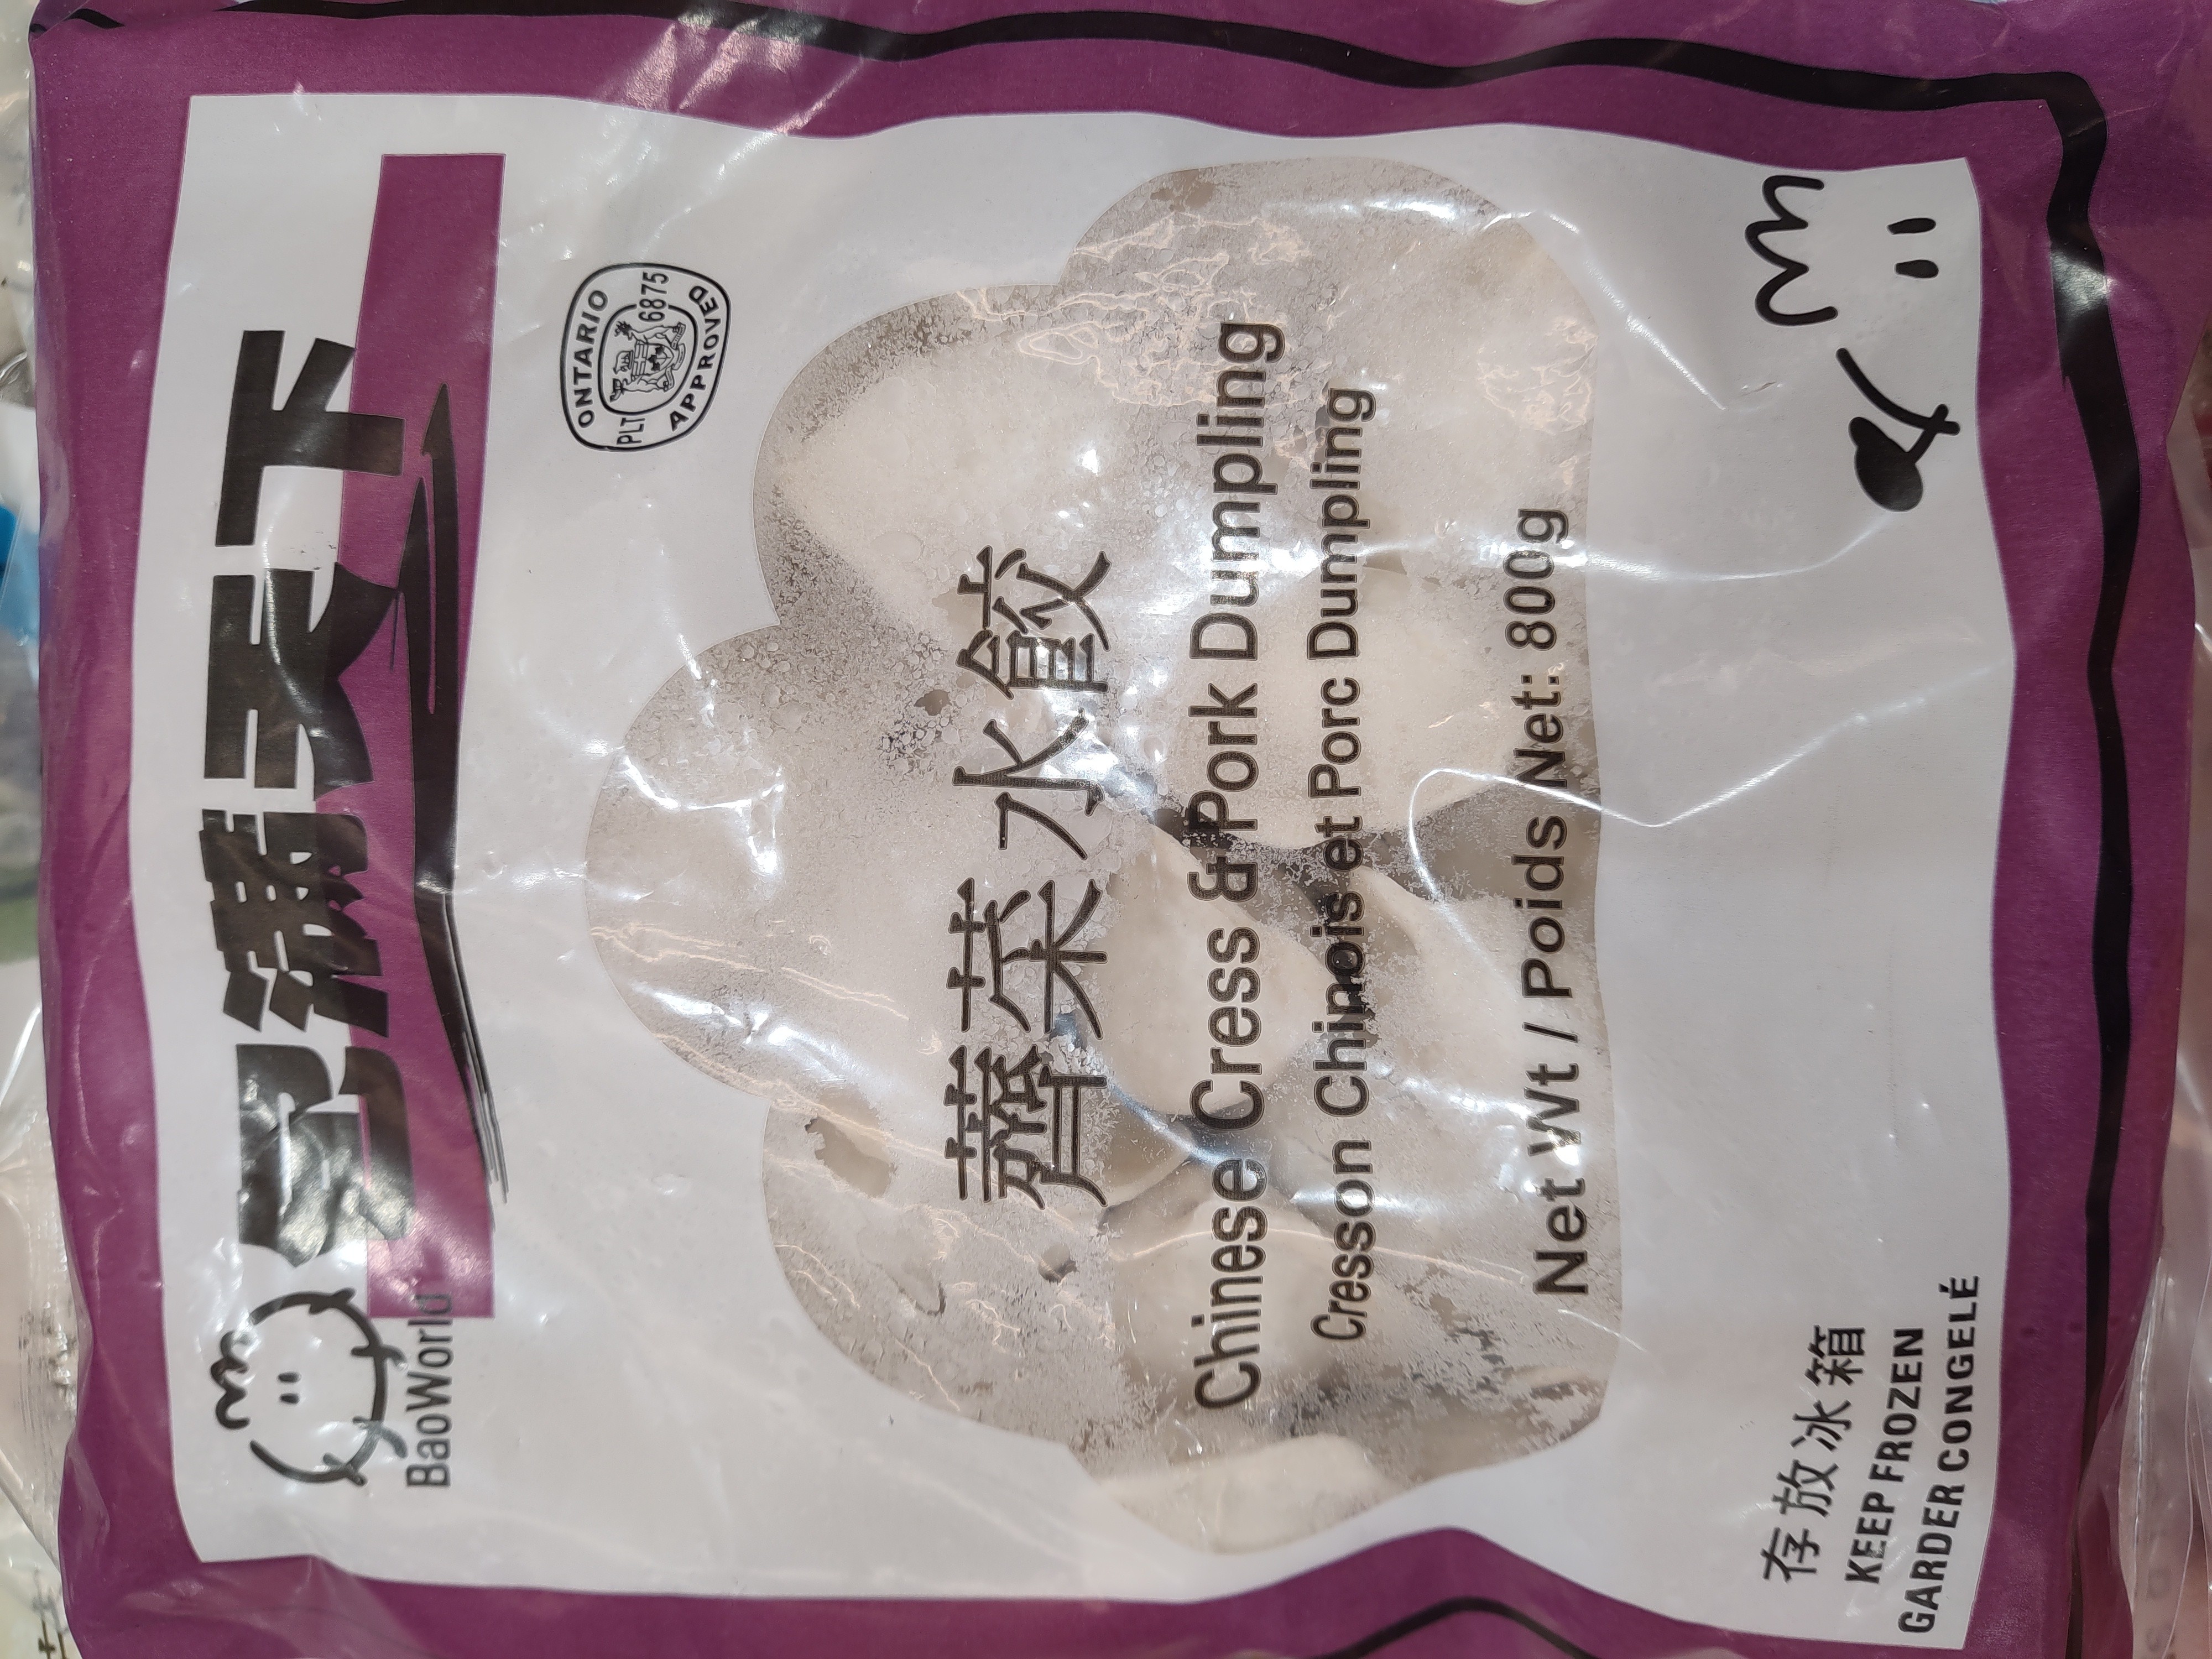 包滿天下
BaoWorld
ONTARIO
PLT 6875
APPROVED
薺菜水餃
Chinese Cress & Pork Dumpling
Cresson Chinois et Porc Dumpling
Net Wt / Poids Net: 800g
存放冰箱
KEEP FROZEN
GARDER CONGELÉ